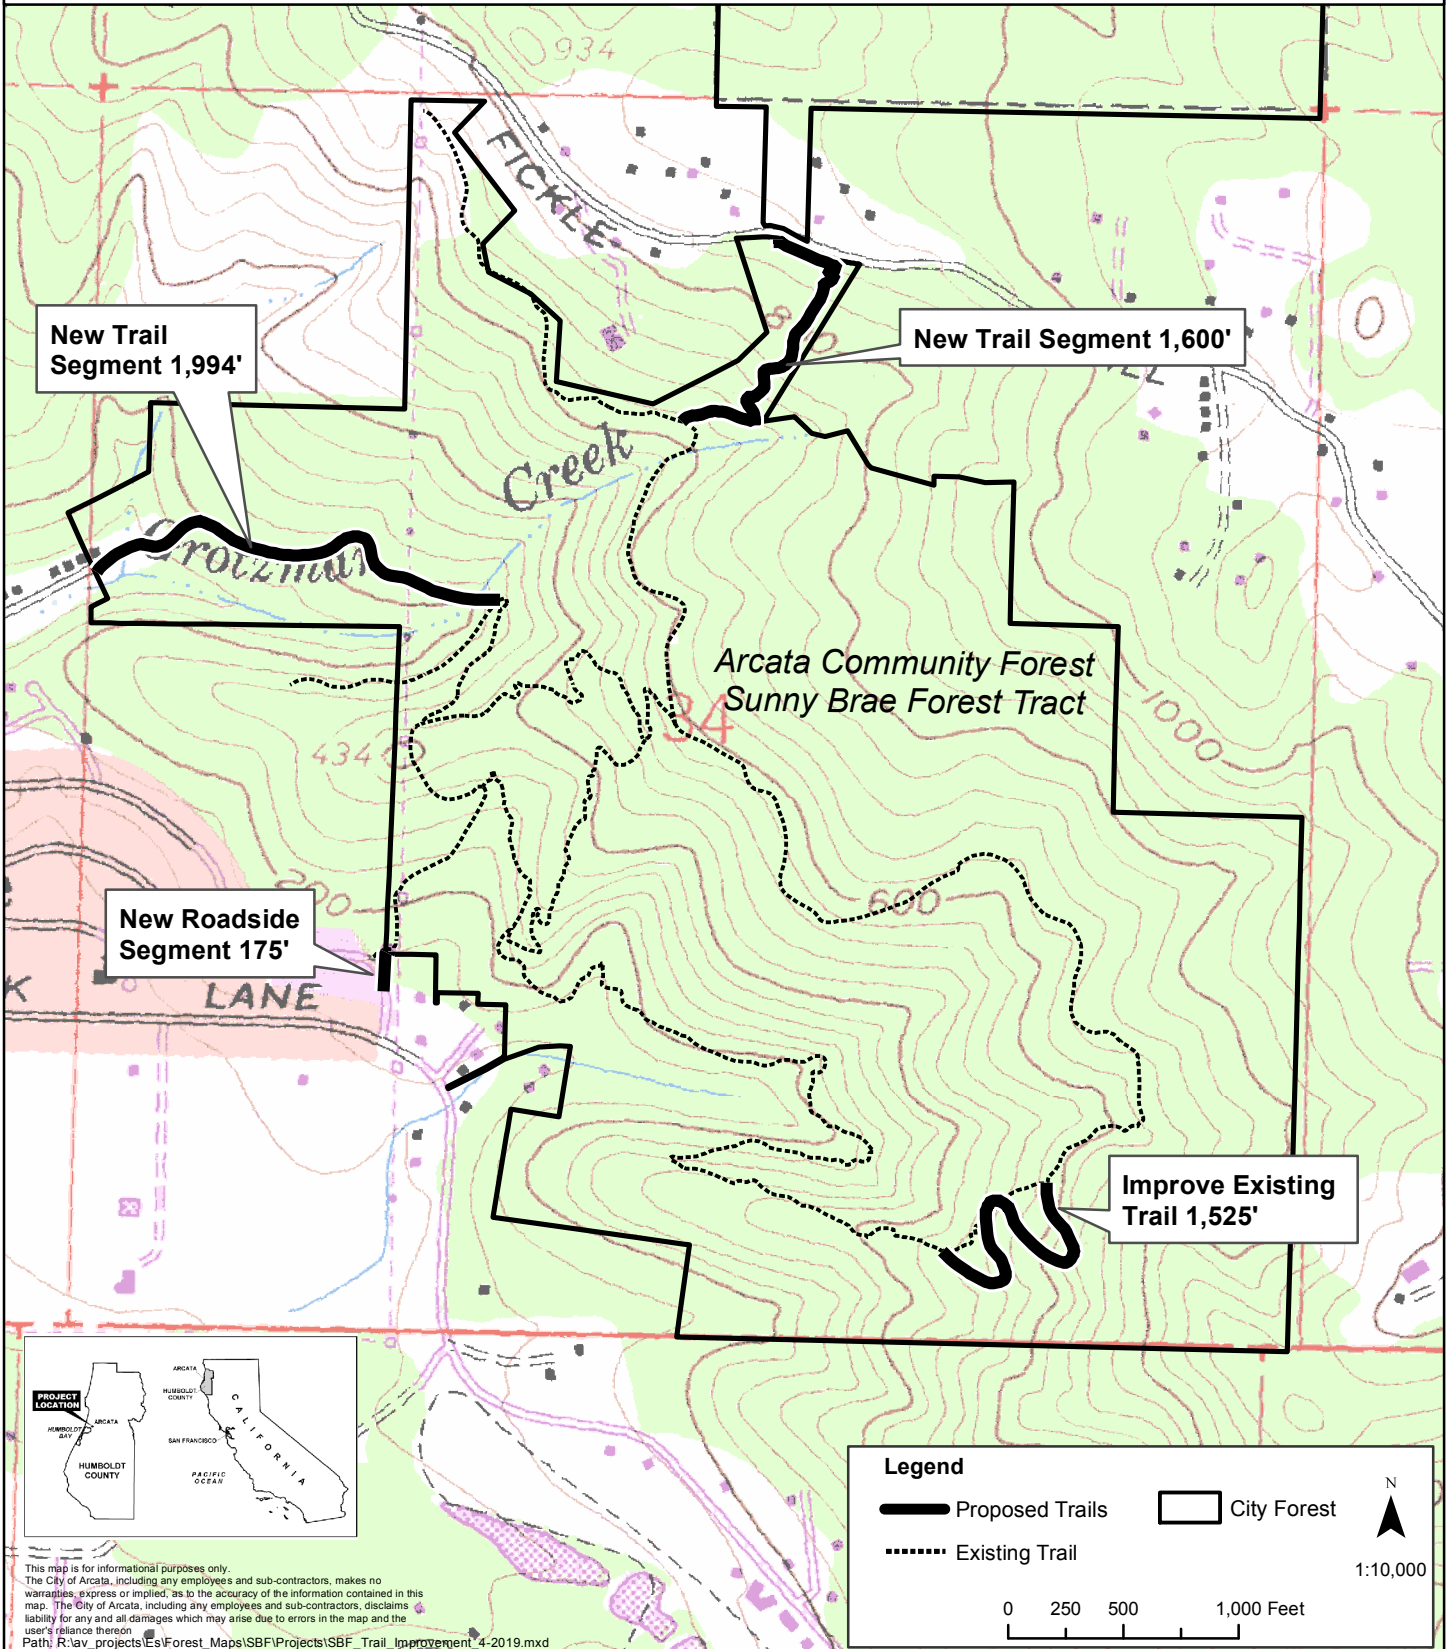 934
FICKLE
New Trail
Segment 1,994'
New Trail Segment 1,600'
Creek
Arcata Community Forest
Sunny Brae Forest Tract
34
1000
434
200
600
New Roadside
Segment 175'
LANE
Improve Existing
Trail 1,525'
PROJECT
LOCATION
ARCATA
HUMBOLDT
BAY
HUMBOLDT
COUNTY
ARCATA
HUMBOLDT
COUNTY
CALIFORNIA
SAN FRANCISCO
PACIFIC
OCEAN
Legend
Proposed Trails
City Forest
Existing Trail
N
1:10,000
0 250 500 1,000 Feet
This map is for informational purposes only.
The City of Arcata, including any employees and sub-contractors, makes no
warranties, express or implied, as to the accuracy of the information contained in this
map. The City of Arcata, including any employees and sub-contractors, disclaims
liability for any and all damages which may arise due to errors in the map and the
user's reliance thereon
Path: R:\av_projects\Es\Forest_Maps\SBF\Projects\SBF_Trail_Improvement_4-2019.mxd